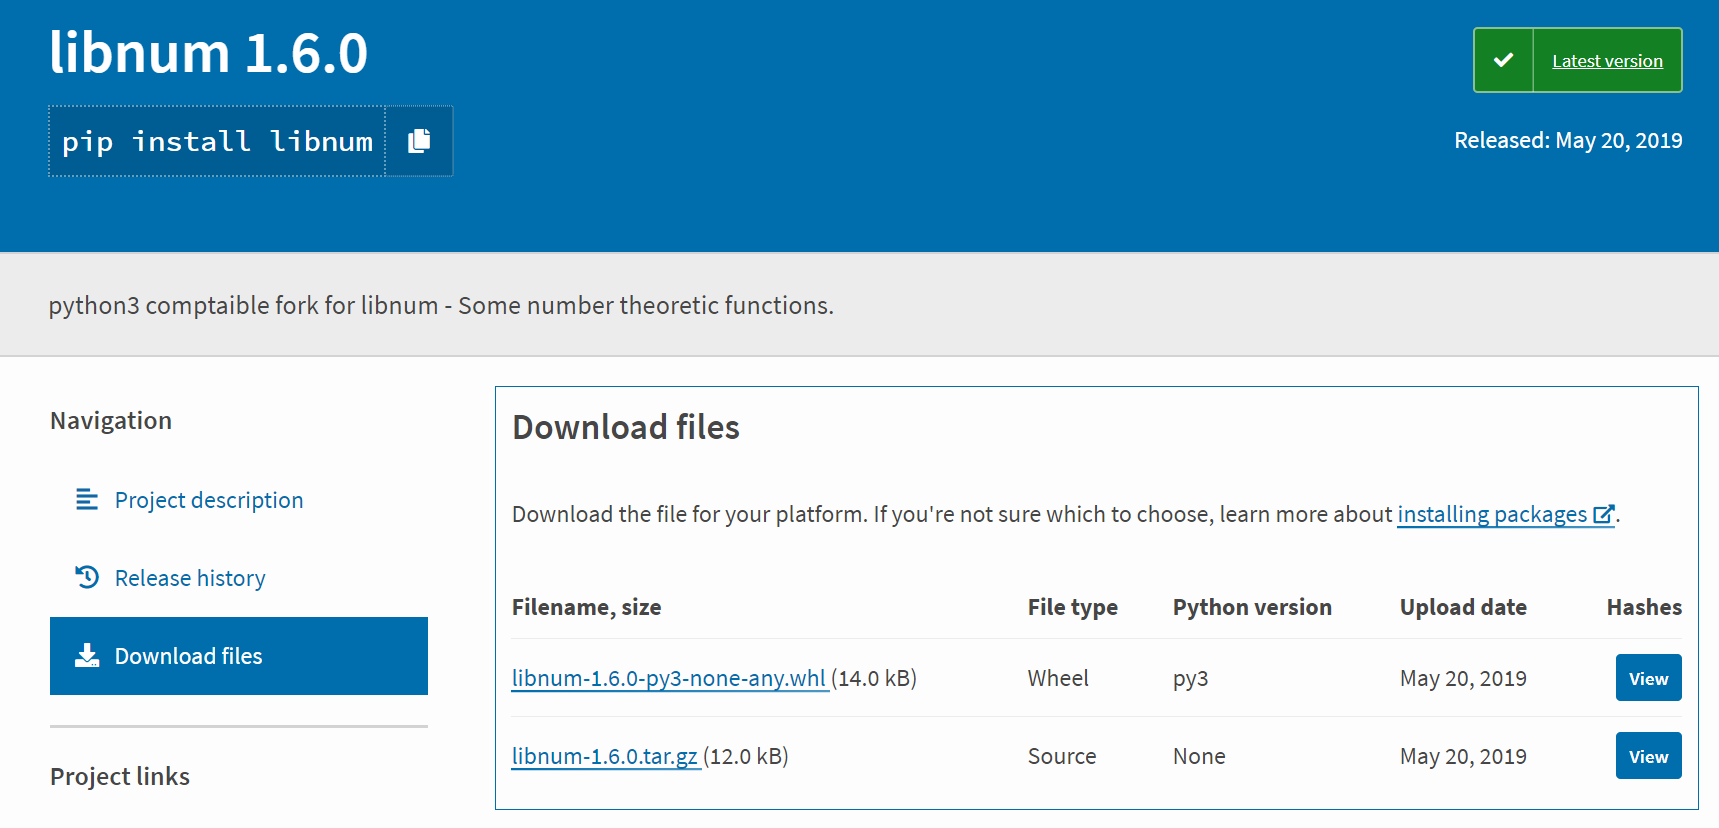 libnum 1.6.0
Latest version
pip install libnum
Released: May 20, 2019
python3 comptaible fork for libnum - Some number theoretic functions.
Navigation
Project description
Release history
Download files
Project links
Download files
Download the file for your platform. If you're not sure which to choose, learn more about installing packages.
Filename, size File type Python version Upload date Hashes
libnum-1.6.0-py3-none-any.whl (14.0 kB) Wheel py3 May 20, 2019 View
libnum-1.6.0.tar.gz (12.0 kB) Source None May 20, 2019 View